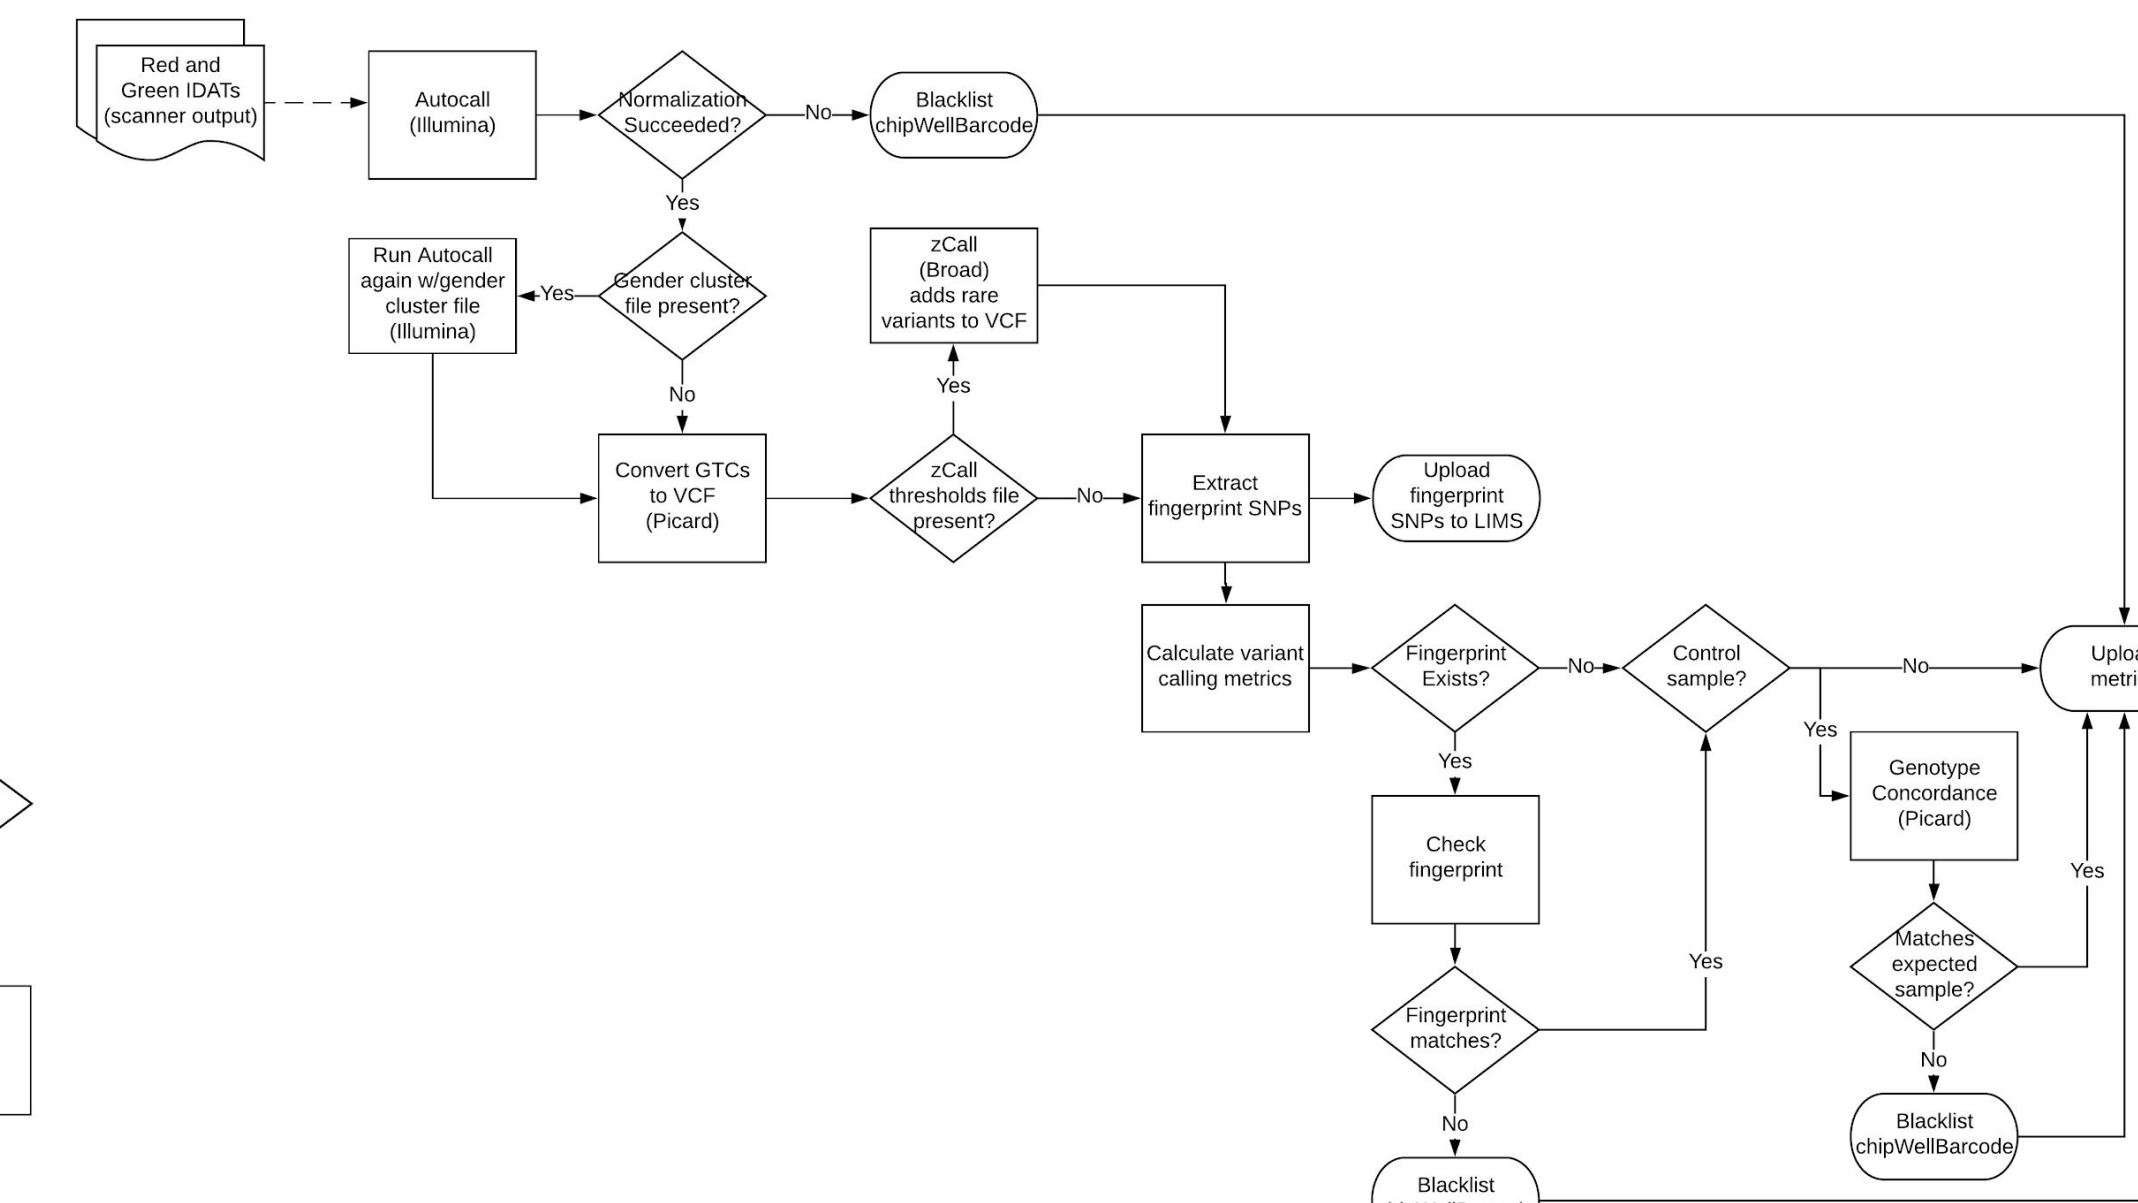 Red and
Green IDATs
(scanner output)
Autocall
(Illumina)
Normalization
Succeeded?
No
Blacklist
chipWellBarcode
Yes
Run Autocall
again w/gender
cluster file
(Illumina)
Yes
Gender cluster
file present?
zCall
(Broad)
adds rare
variants to VCF
No
Yes
Convert GTCs
to VCF
(Picard)
zCall
thresholds file
present?
No
Extract
fingerprint SNPs
Upload
fingerprint
SNPs to LIMS
Calculate variant
calling metrics
Fingerprint
Exists?
No
Control
sample?
No
Yes
Yes
Genotype
Concordance
(Picard)
Check
fingerprint
Yes
Matches
expected
sample?
Yes
Fingerprint
matches?
No
No
Blacklist
chipWellBarcode
Blacklist